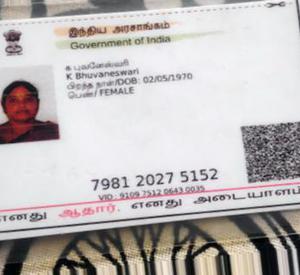 இந்திய அரசாங்கம்
Government of India
க புவனேஸ்வரி
K Bhuvaneswari
பிறந்த நாள்/DOB: 02/05/1970
பெண்/ FEMALE
7981 2027 5152
VID : 9109 7512 0643 0035
எனது ஆதார், எனது அடையாளம்